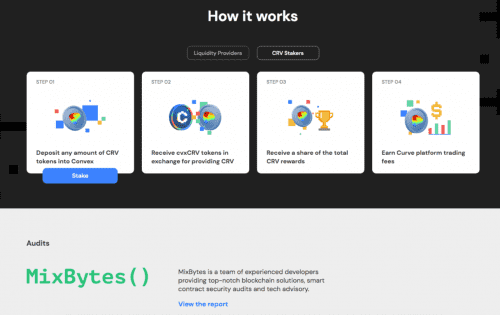 How it works
Liquidity Providers
CRV Stakers
STEP 01
Deposit any amount of CRV
tokens into Convex
Stake
STEP 02
Receive cvxCRV tokens in
exchange for providing CRV
STEP 03
Receive a share of the total
CRV rewards
STEP 04
Earn Curve platform trading
fees
Audits
MixBytes()
MixBytes is a team of experienced developers
providing top-notch blockchain solutions, smart
contract security audits and tech advisory.
View the report